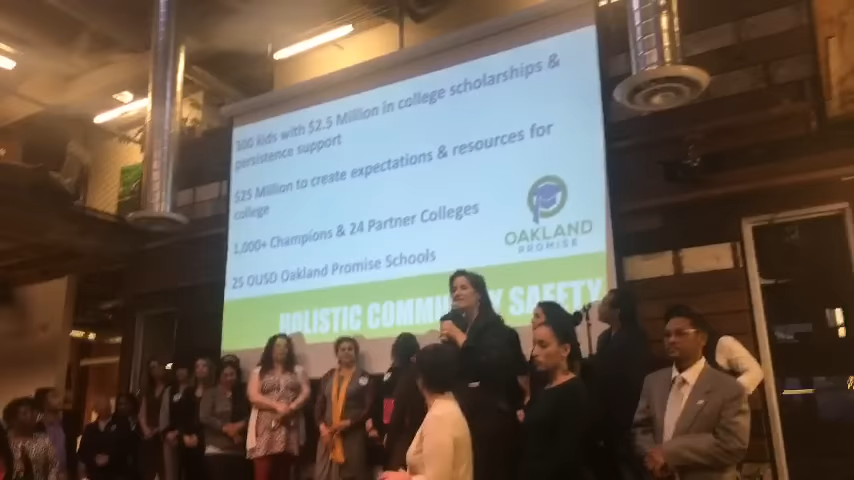 300 kids with $2.5 Million in college scholarships &
persistence support
$25 Million to create expectations & resources for
college
1,000+ Champions & 24 Partner Colleges
25 OUSD Oakland Promise Schools
OAKLAND
PROMISE
HOLISTIC COMMUNITY SAFETY